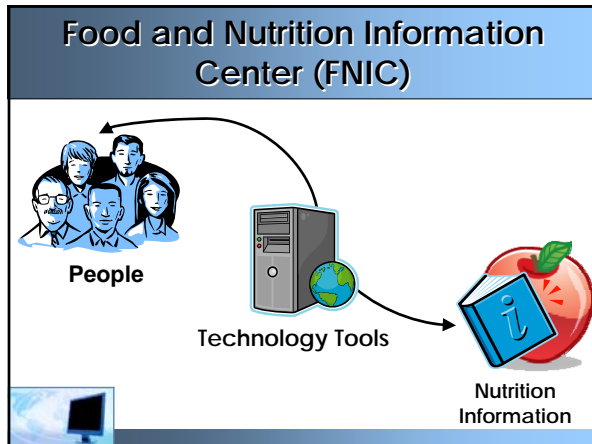 Food and Nutrition Information
Center (FNIC)
People
Technology Tools
i
Nutrition
Information